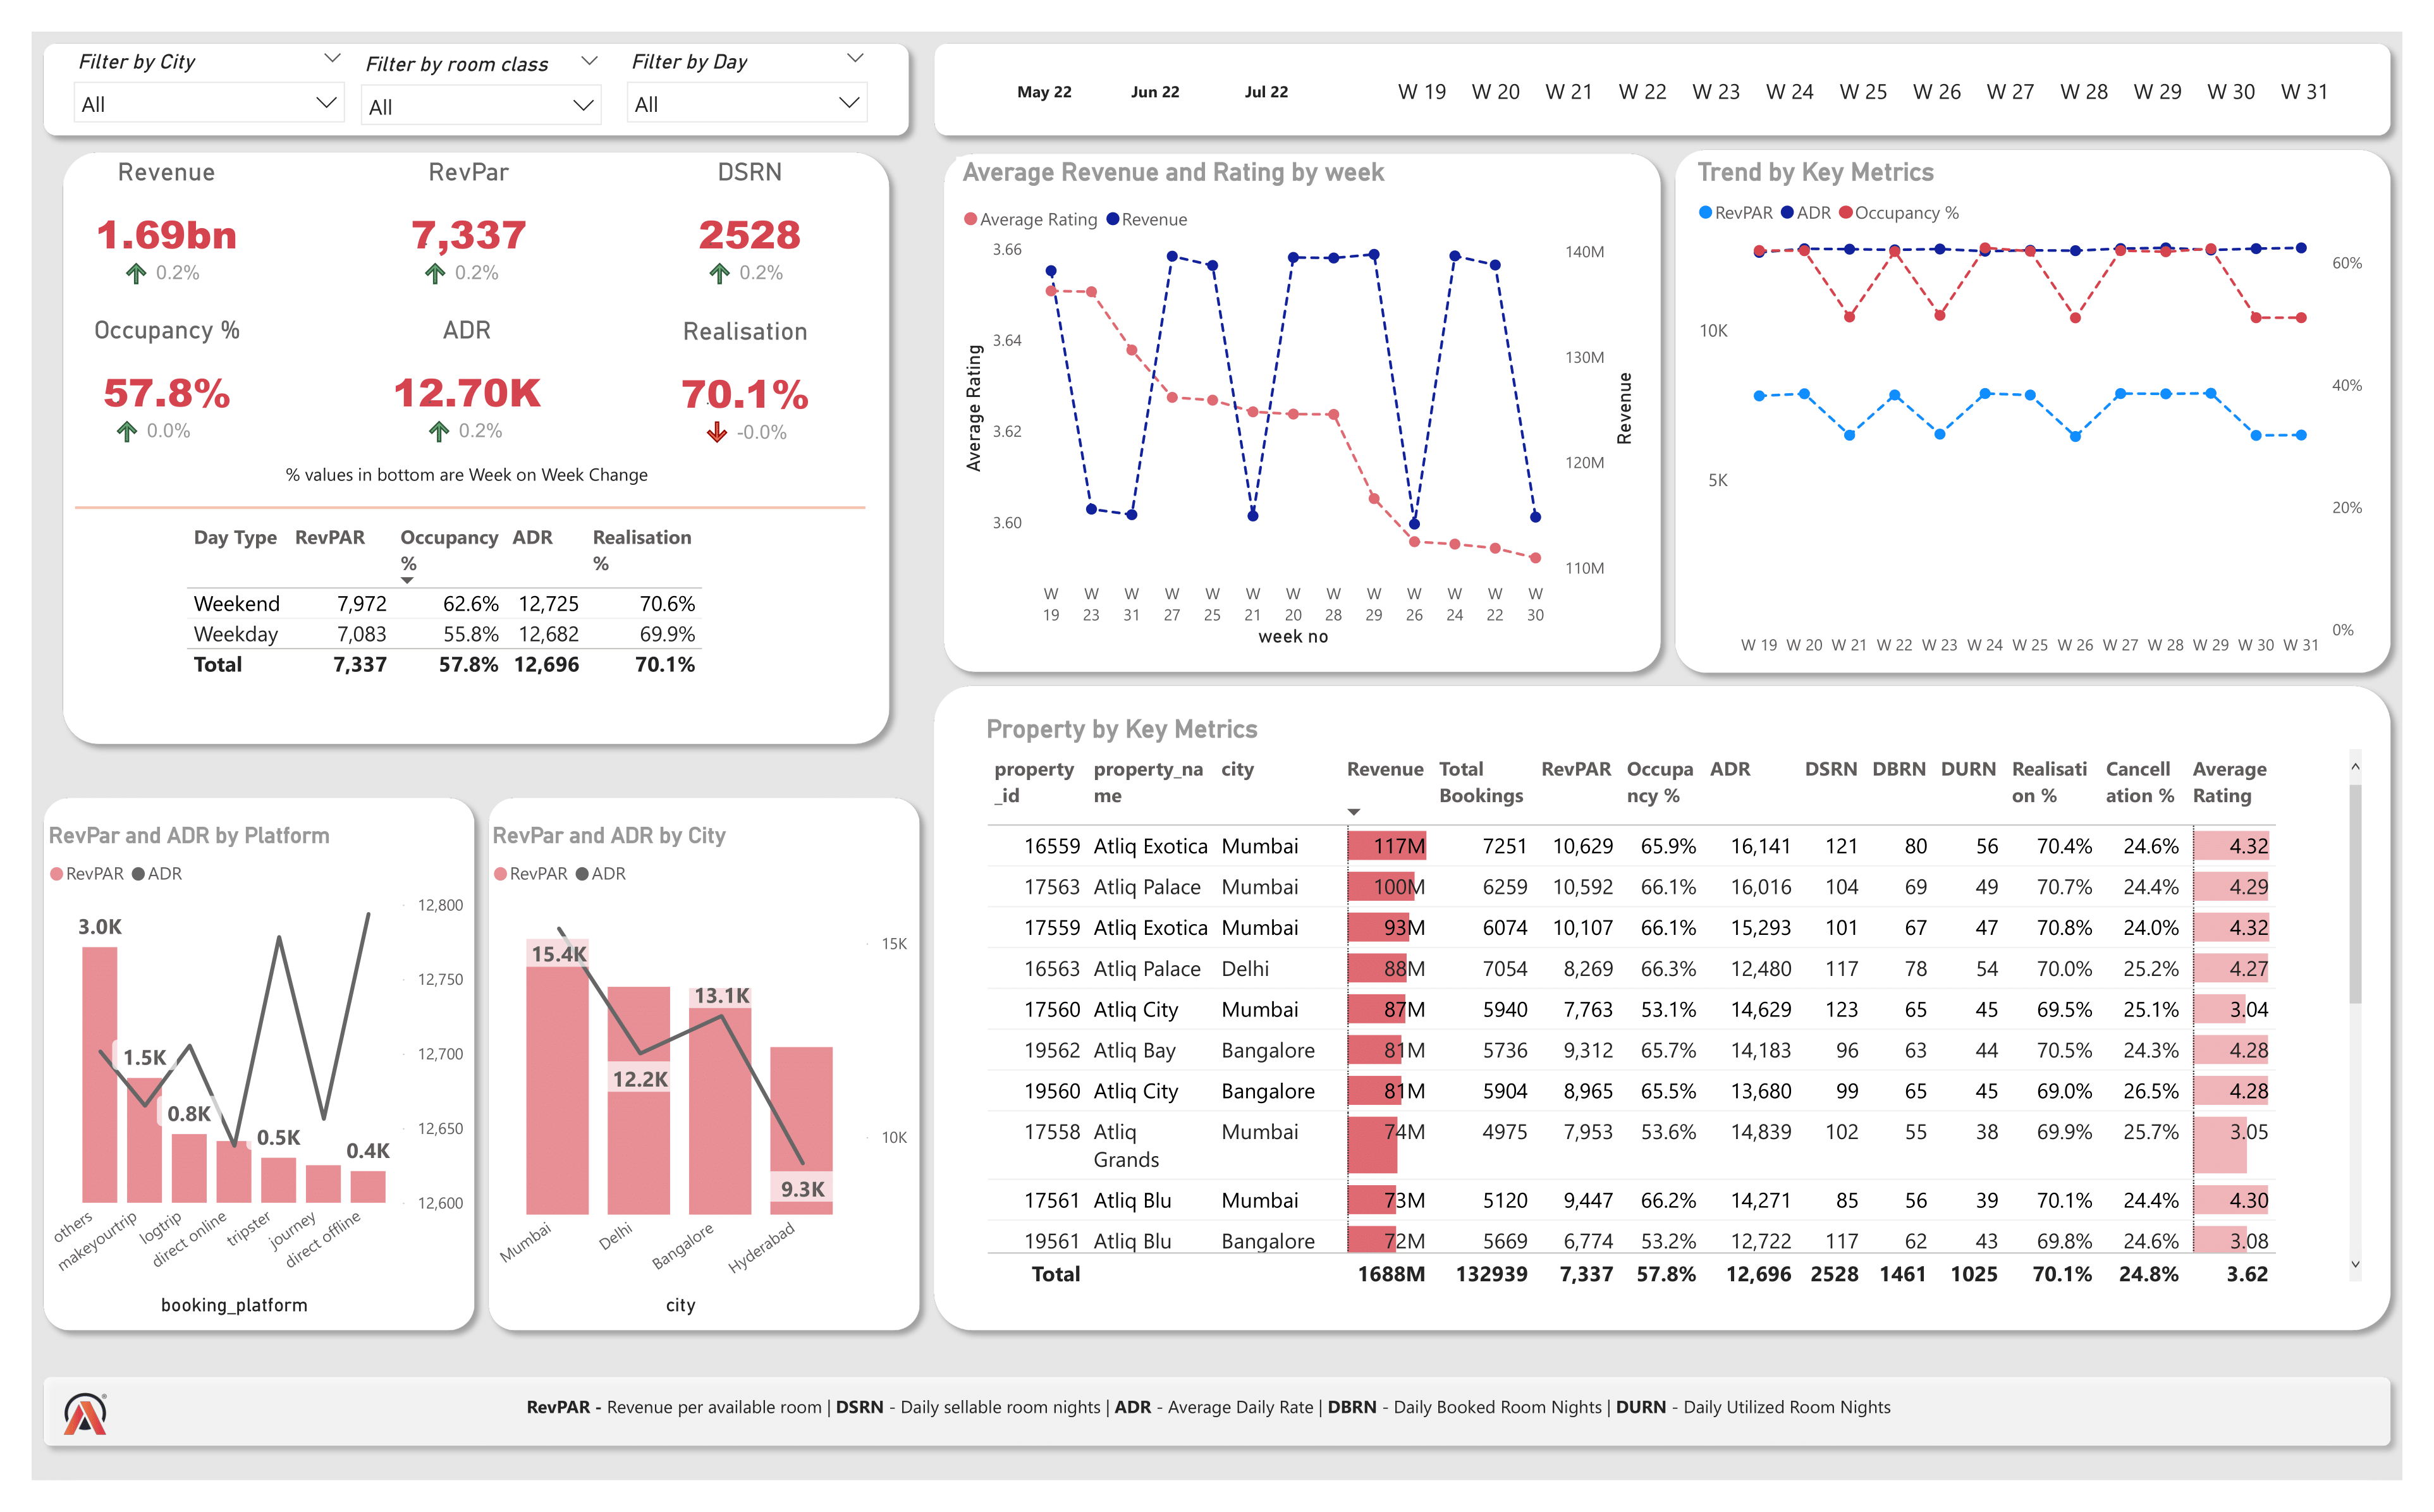 Filter by City
Filter by room class
Filter by Day
All
All
All
May 22 Jun 22 Jul 22
W 19 W 20 W 21 W 22 W 23 W 24 W 25 W 26 W 27 W 28 W 29 W 30 W 31
Revenue RevPar DSRN
1.69bn 7,337 2528
0.2% 0.2% 0.2%
Occupancy % ADR Realisation
57.8% 12.70K 70.1%
0.0% 0.2% -0.0%
% values in bottom are Week on Week Change
Day Type RevPAR Occupancy % ADR Realisation %
Weekend 7,972 62.6% 12,725 70.6%
Weekday 7,083 55.8% 12,682 69.9%
Total 7,337 57.8% 12,696 70.1%
Average Revenue and Rating by week
Average Rating Revenue
3.66
3.64
3.62
3.60
Average Rating
140M
130M
120M
110M
Revenue
W 19 W 23 W 31 W 27 W 25 W 21 W 20 W 28 W 29 W 26 W 24 W 22 W 30
week no
Trend by Key Metrics
RevPAR ADR Occupancy %
10K
5K
60%
40%
20%
0%
W 19 W 20 W 21 W 22 W 23 W 24 W 25 W 26 W 27 W 28 W 29 W 30 W 31
RevPar and ADR by Platform
RevPAR ADR
3.0K
1.5K
0.8K
0.5K
0.4K
12,800
12,750
12,700
12,650
12,600
others makeyourtrip logtrip direct online tripster journey direct offline
booking_platform
RevPar and ADR by City
RevPAR ADR
15.4K
12.2K
13.1K
9.3K
15K
10K
Mumbai Delhi Bangalore Hyderabad
city
Property by Key Metrics
property_id property_name city Revenue Total Bookings RevPAR Occupancy % ADR DSRN DBRN DURN Realisation % Cancellation % Average Rating
16559 Atliq Exotica Mumbai 117M 7251 10,629 65.9% 16,141 121 80 56 70.4% 24.6% 4.32
17563 Atliq Palace Mumbai 100M 6259 10,592 66.1% 16,016 104 69 49 70.7% 24.4% 4.29
17559 Atliq Exotica Mumbai 93M 6074 10,107 66.1% 15,293 101 67 47 70.8% 24.0% 4.32
16563 Atliq Palace Delhi 88M 7054 8,269 66.3% 12,480 117 78 54 70.0% 25.2% 4.27
17560 Atliq City Mumbai 87M 5940 7,763 53.1% 14,629 123 65 45 69.5% 25.1% 3.04
19562 Atliq Bay Bangalore 81M 5736 9,312 65.7% 14,183 96 63 44 70.5% 24.3% 4.28
19560 Atliq City Bangalore 81M 5904 8,965 65.5% 13,680 99 65 45 69.0% 26.5% 4.28
17558 Atliq Grands Mumbai 74M 4975 7,953 53.6% 14,839 102 55 38 69.9% 25.7% 3.05
17561 Atliq Blu Mumbai 73M 5120 9,447 66.2% 14,271 85 56 39 70.1% 24.4% 4.30
19561 Atliq Blu Bangalore 72M 5669 6,774 53.2% 12,722 117 62 43 69.8% 24.6% 3.08
Total 1688M 132939 7,337 57.8% 12,696 2528 1461 1025 70.1% 24.8% 3.62
RevPAR - Revenue per available room | DSRN - Daily sellable room nights | ADR - Average Daily Rate | DBRN - Daily Booked Room Nights | DURN - Daily Utilized Room Nights